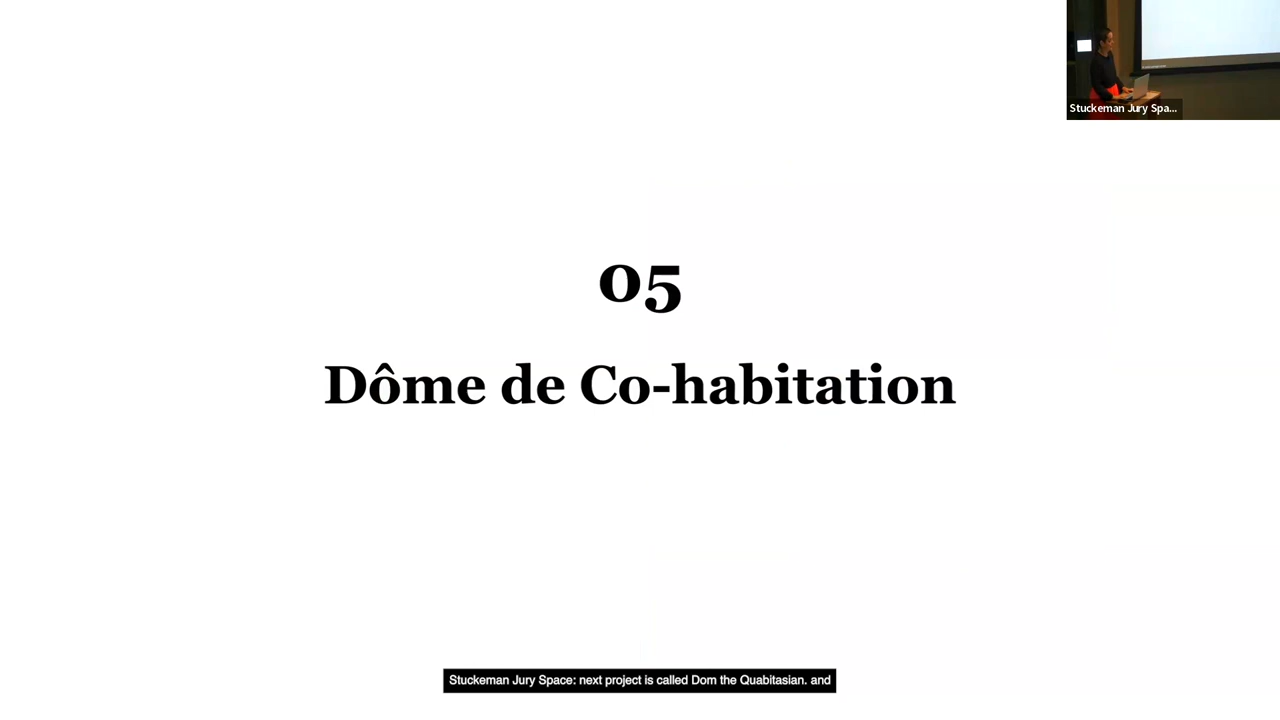 Stuckeman Jury Spa...
05
Dôme de Co-habitation
Stuckeman Jury Space: next project is called Dom the Quabitasian. and